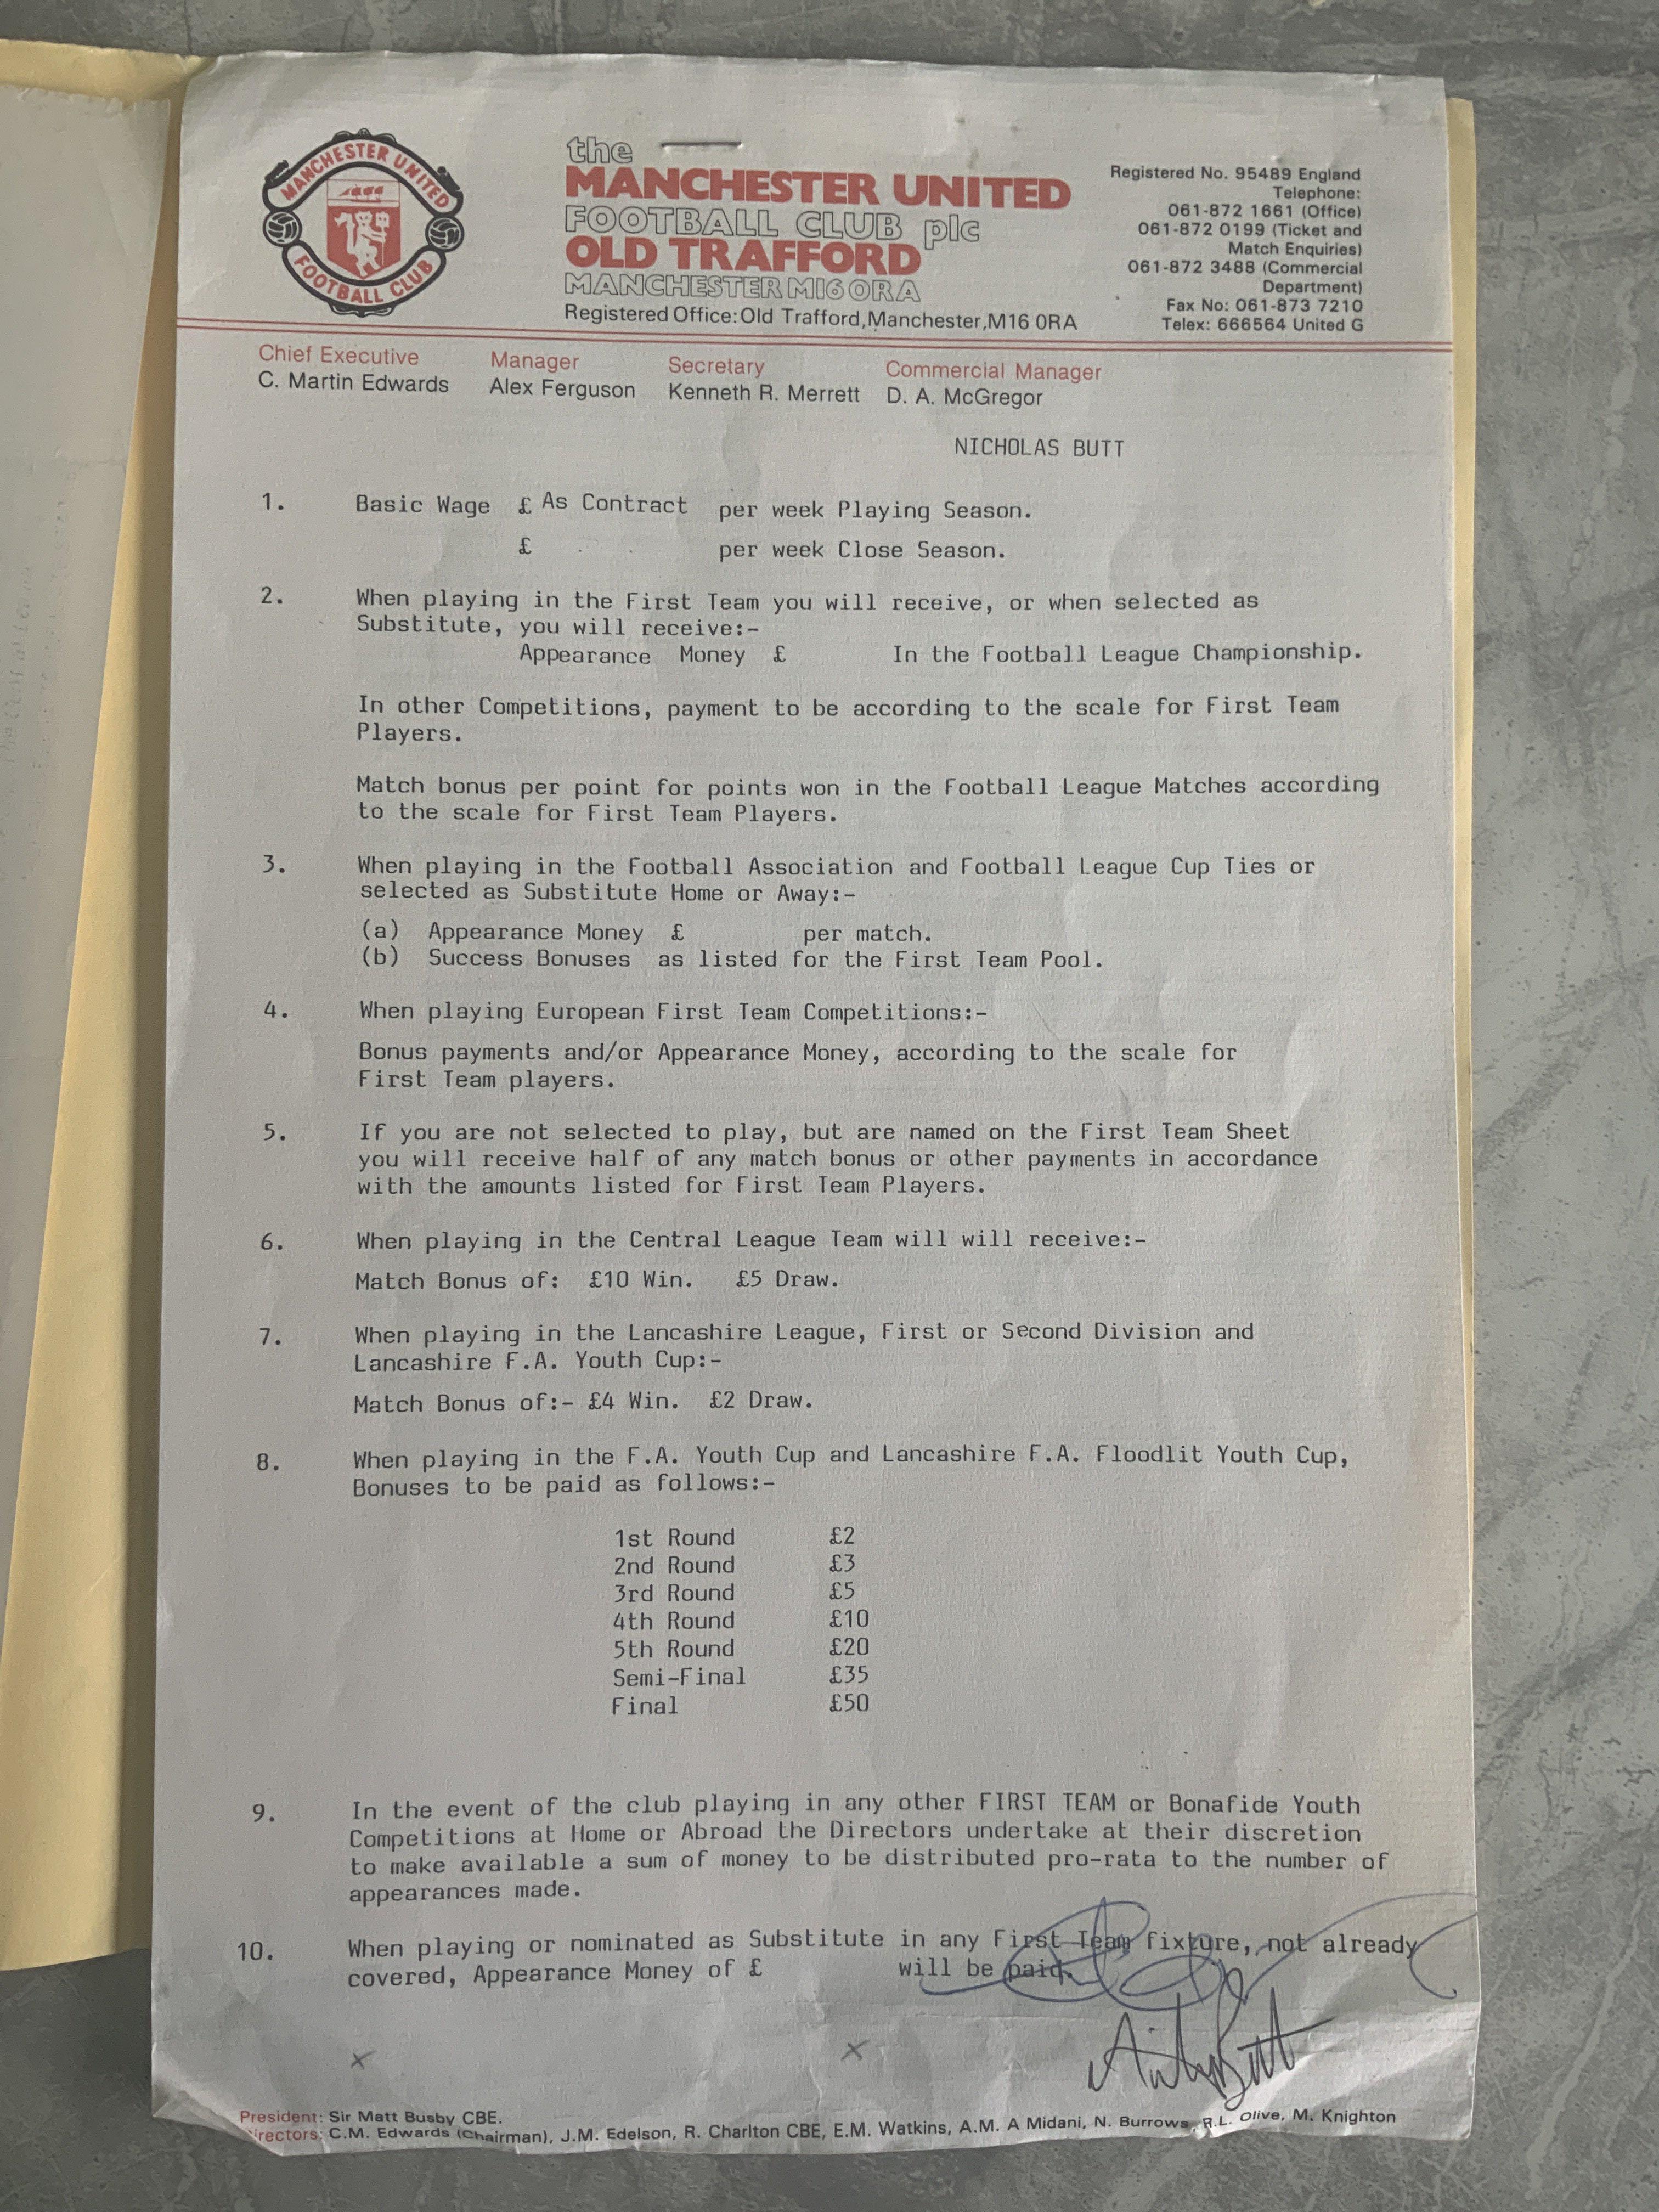 MANCHESTER UNITED
FOOTBALL CLUB
the
MANCHESTER UNITED
FOOTBALL CLUB plc
OLD TRAFFORD
MANCHESTER M16 0RA
Registered Office: Old Trafford, Manchester, M16 0RA
Registered No. 95489 England
Telephone:
061-872 1661 (Office)
061-872 0199 (Ticket and
Match Enquiries)
061-872 3488 (Commercial
Department)
Fax No: 061-873 7210
Telex: 666564 United G
Chief Executive Manager Secretary Commercial Manager
C. Martin Edwards Alex Ferguson Kenneth R. Merrett D. A. McGregor
NICHOLAS BUTT
1. Basic Wage £ As Contract per week Playing Season.
£ per week Close Season.
2. When playing in the First Team you will receive, or when selected as
Substitute, you will receive:-
Appearance Money £ In the Football League Championship.
In other Competitions, payment to be according to the scale for First Team
Players.
Match bonus per point for points won in the Football League Matches according
to the scale for First Team Players.
3. When playing in the Football Association and Football League Cup Ties or
selected as Substitute Home or Away:-
(a) Appearance Money £ per match.
(b) Success Bonuses as listed for the First Team Pool.
4. When playing European First Team Competitions:-
Bonus payments and/or Appearance Money, according to the scale for
First Team players.
5. If you are not selected to play, but are named on the First Team Sheet
you will receive half of any match bonus or other payments in accordance
with the amounts listed for First Team Players.
6. When playing in the Central League Team will will receive:-
Match Bonus of: £10 Win. £5 Draw.
7. When playing in the Lancashire League, First or Second Division and
Lancashire F.A. Youth Cup:-
Match Bonus of:- £4 Win. £2 Draw.
8. When playing in the F.A. Youth Cup and Lancashire F.A. Floodlit Youth Cup,
Bonuses to be paid as follows:-
1st Round £2
2nd Round £3
3rd Round £5
4th Round £10
5th Round £20
Semi-Final £35
Final £50
9. In the event of the club playing in any other FIRST TEAM or Bonafide Youth
Competitions at Home or Abroad the Directors undertake at their discretion
to make available a sum of money to be distributed pro-rata to the number of
appearances made.
10. When playing or nominated as Substitute in any First Team fixture, not already
covered, Appearance Money of £ will be paid.
x x
Nicky Butt
President: Sir Matt Busby CBE.
irectors: C.M. Edwards (Chairman), J.M. Edelson, R. Charlton CBE, E.M. Watkins, A.M. A Midani, N. Burrows, R.L. Olive, M. Knighton